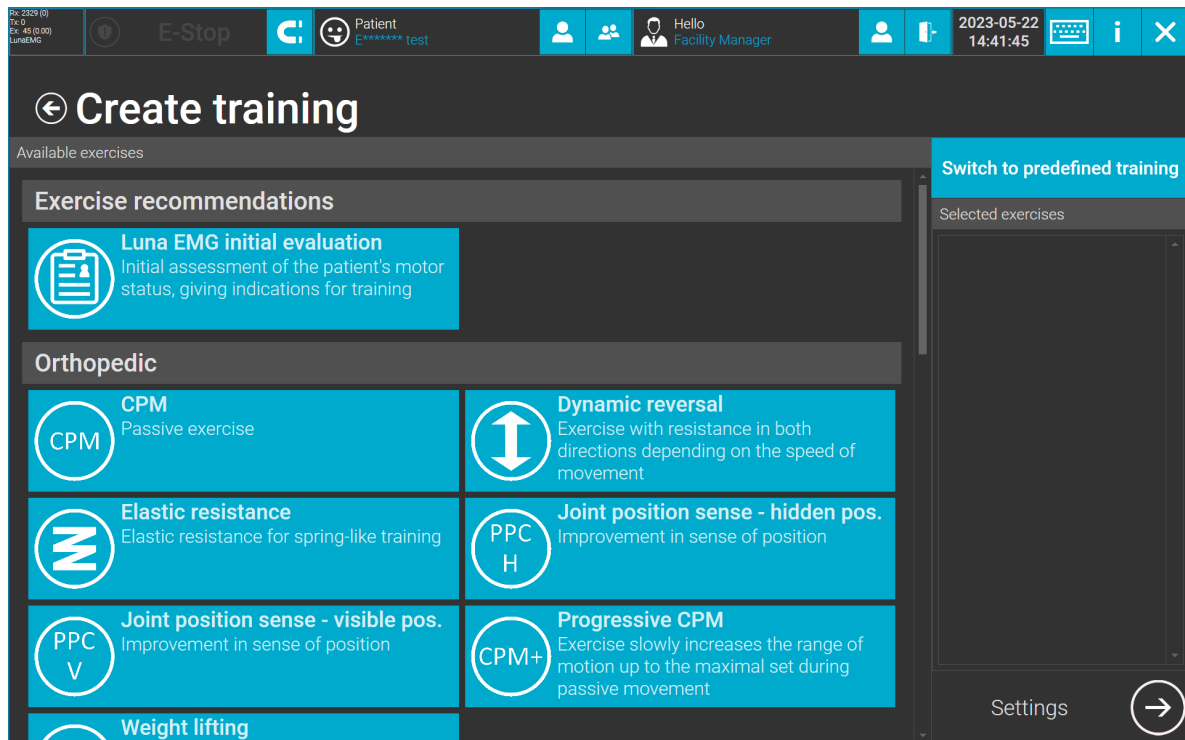 Rx: 2329 (0)
Tx: 0
Ex: 45 (0.00)
LunaEMG
E-Stop
Patient
E******* test
Hello
Facility Manager
2023-05-22
14:41:45
i
Create training
Available exercises
Switch to predefined training
Selected exercises
Exercise recommendations
Luna EMG initial evaluation
Initial assessment of the patient's motor
status, giving indications for training
Orthopedic
CPM
CPM
Passive exercise
Dynamic reversal
Exercise with resistance in both
directions depending on the speed of
movement
Elastic resistance
Elastic resistance for spring-like training
PPC
H
Joint position sense - hidden pos.
Improvement in sense of position
PPC
V
Joint position sense - visible pos.
Improvement in sense of position
CPM+
Progressive CPM
Exercise slowly increases the range of
motion up to the maximal set during
passive movement
Weight lifting
Settings